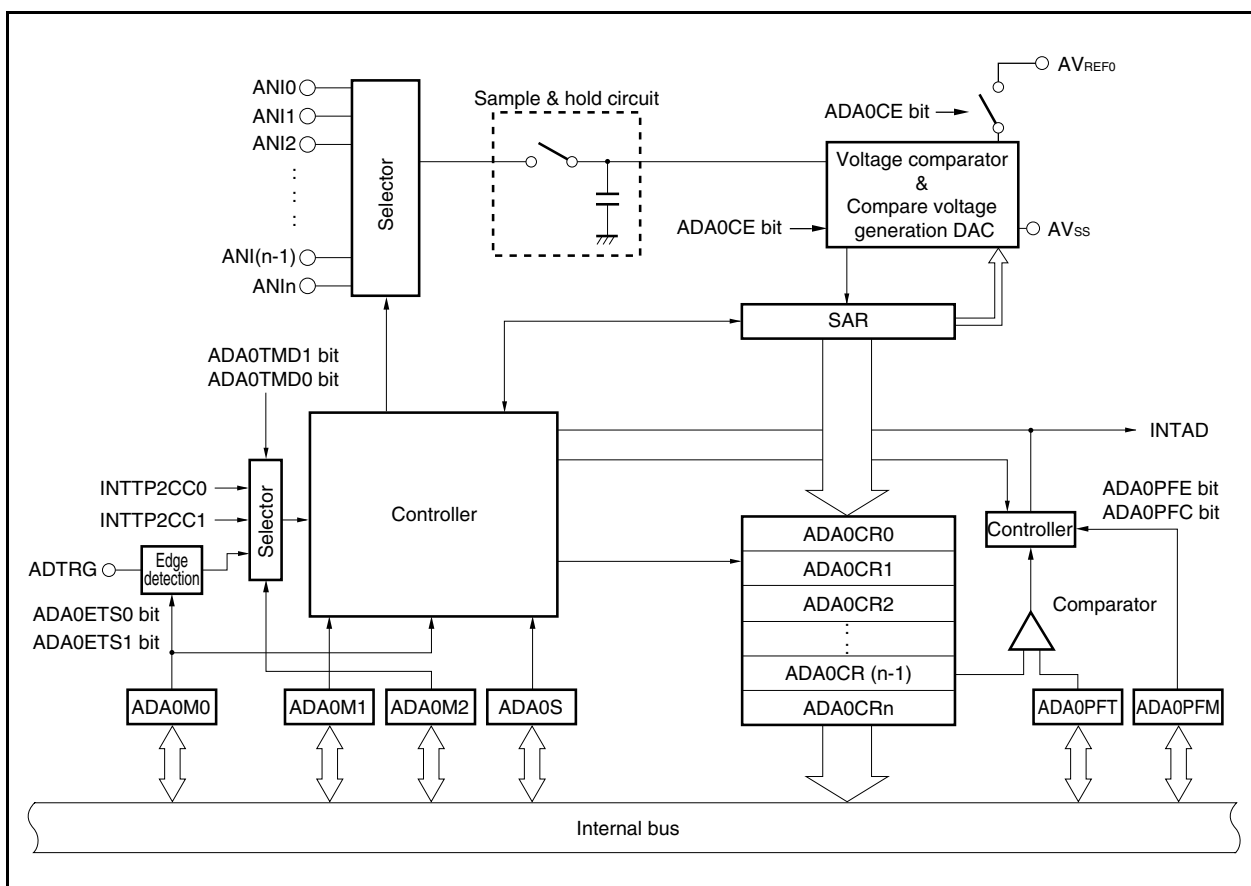 AVREF0
ANI0
ANI1
ANI2
ANI(n-1)
ANIn
Selector
Sample & hold circuit
ADA0CE bit
Voltage comparator
&
Compare voltage
generation DAC
ADA0CE bit
AVSS
SAR
ADA0TMD1 bit
ADA0TMD0 bit
INTTP2CC0
INTTP2CC1
ADTRG
Edge
detection
Selector
ADA0ETS0 bit
ADA0ETS1 bit
Controller
INTAD
ADA0PFE bit
ADA0PFC bit
Controller
Comparator
ADA0CR0
ADA0CR1
ADA0CR2
ADA0CR (n-1)
ADA0CRn
ADA0M0
ADA0M1
ADA0M2
ADA0S
ADA0PFT
ADA0PFM
Internal bus